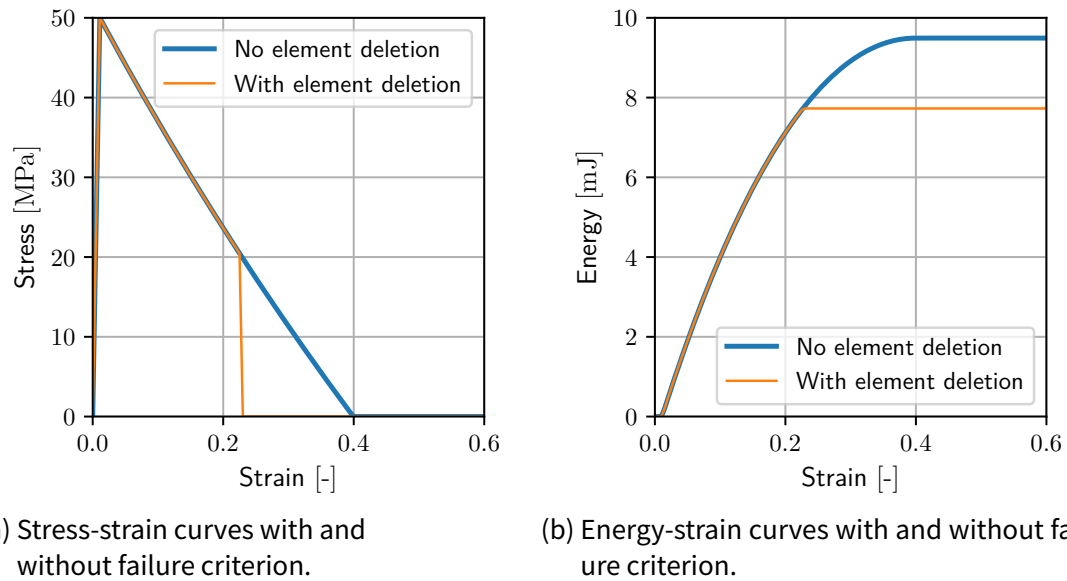 50
40
30
20
10
0
Stress [MPa]
No element deletion
With element deletion
0.0 0.2 0.4 0.6
Strain [-]
10
8
6
4
2
0
Energy [mJ]
No element deletion
With element deletion
0.0 0.2 0.4 0.6
Strain [-]
) Stress-strain curves with and
without failure criterion.
(b) Energy-strain curves with and without fa
ure criterion.